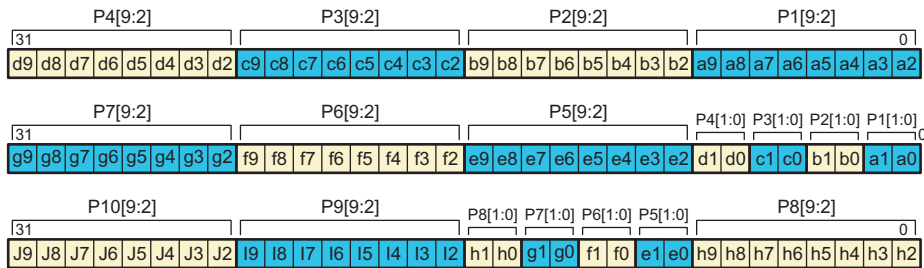 P4[9:2] P3[9:2] P2[9:2] P1[9:2]
31 0
d9 d8 d7 d6 d5 d4 d3 d2 c9 c8 c7 c6 c5 c4 c3 c2 b9 b8 b7 b6 b5 b4 b3 b2 a9 a8 a7 a6 a5 a4 a3 a2
P7[9:2] P6[9:2] P5[9:2] P4[1:0] P3[1:0] P2[1:0] P1[1:0]
31 0
g9 g8 g7 g6 g5 g4 g3 g2 f9 f8 f7 f6 f5 f4 f3 f2 e9 e8 e7 e6 e5 e4 e3 e2 d1 d0 c1 c0 b1 b0 a1 a0
P10[9:2] P9[9:2] P8[1:0] P7[1:0] P6[1:0] P5[1:0] P8[9:2]
31 0
J9 J8 J7 J6 J5 J4 J3 J2 I9 I8 I7 I6 I5 I4 I3 I2 h1 h0 g1 g0 f1 f0 e1 e0 h9 h8 h7 h6 h5 h4 h3 h2